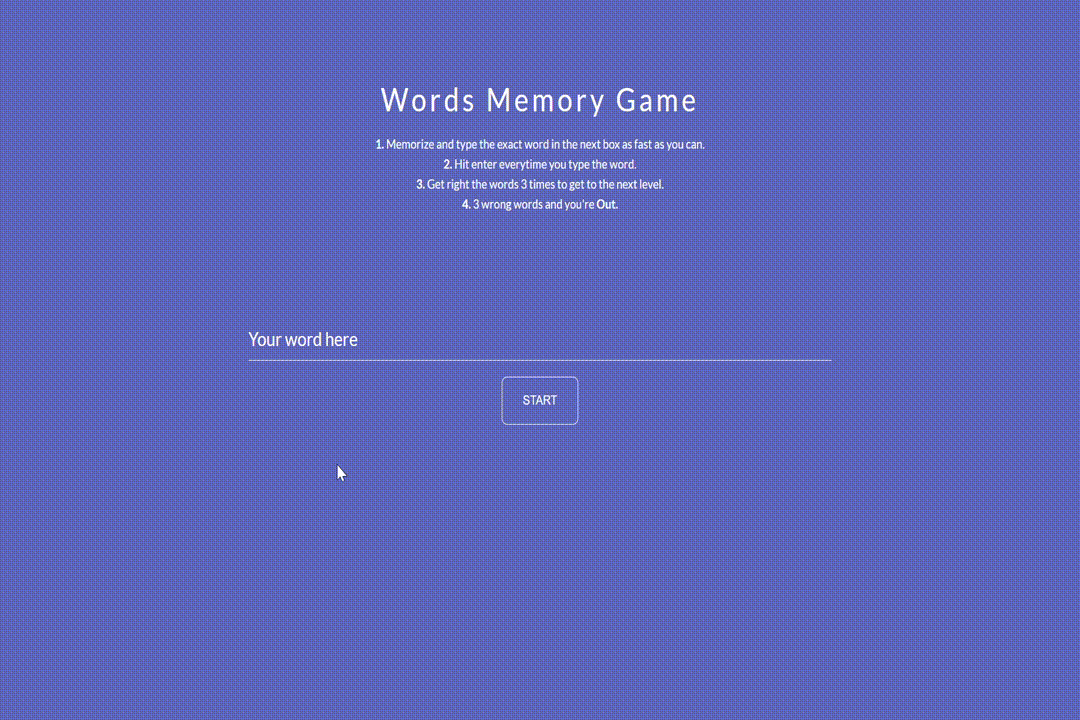 Words Memory Game
1. Memorize and type the exact word in the next box as fast as you can.
2. Hit enter everytime you type the word.
3. Get right the words 3 times to get to the next level.
4. 3 wrong words and you're Out.
Your word here
START